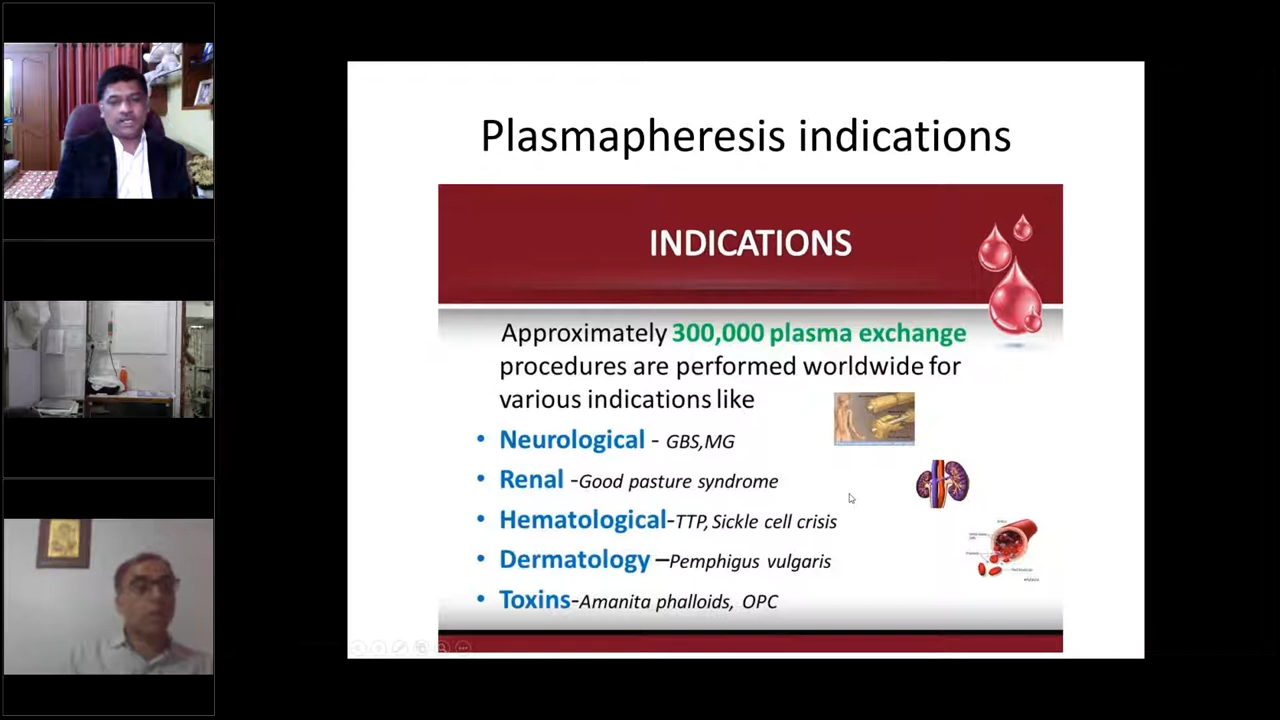 Plasmapheresis indications
INDICATIONS
Approximately 300,000 plasma exchange
procedures are performed worldwide for
various indications like
• Neurological - GBS,MG
• Renal -Good pasture syndrome
• Hematological-TTP, Sickle cell crisis
• Dermatology –Pemphigus vulgaris
• Toxins-Amanita phalloids, OPC